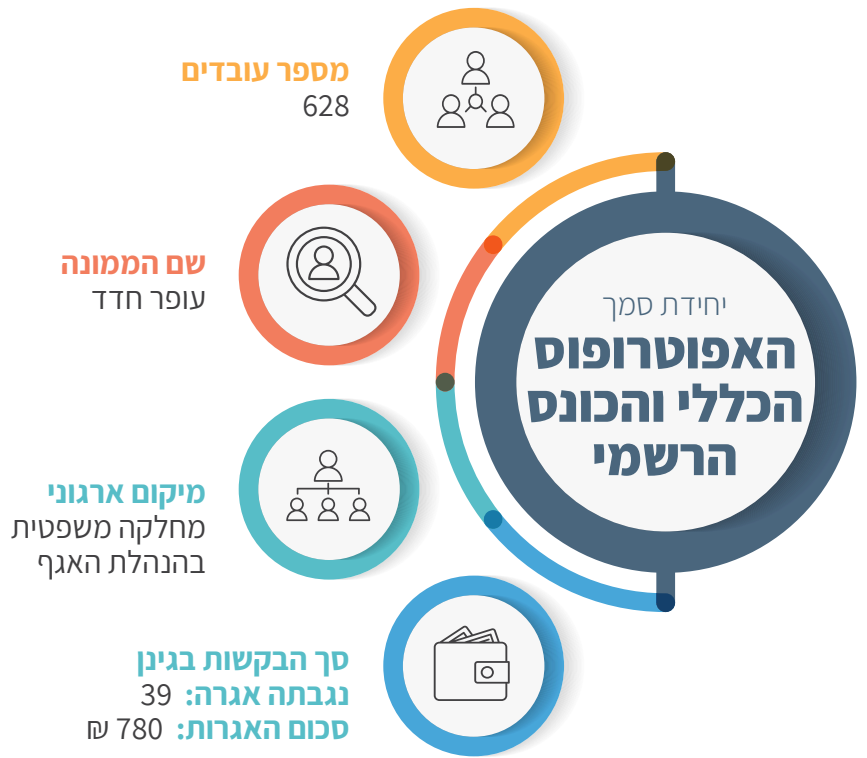 יחידת סמך
האפוטרופוס
הכללי והכונס
הרשמי
מספר עובדים
628
שם הממונה
עופר חדד
מיקום ארגוני
מחלקה משפטית
בהנהלת האגף
סך הבקשות בגינן
נגבתה אגרה: 39
סכום האגרות: 780 ₪